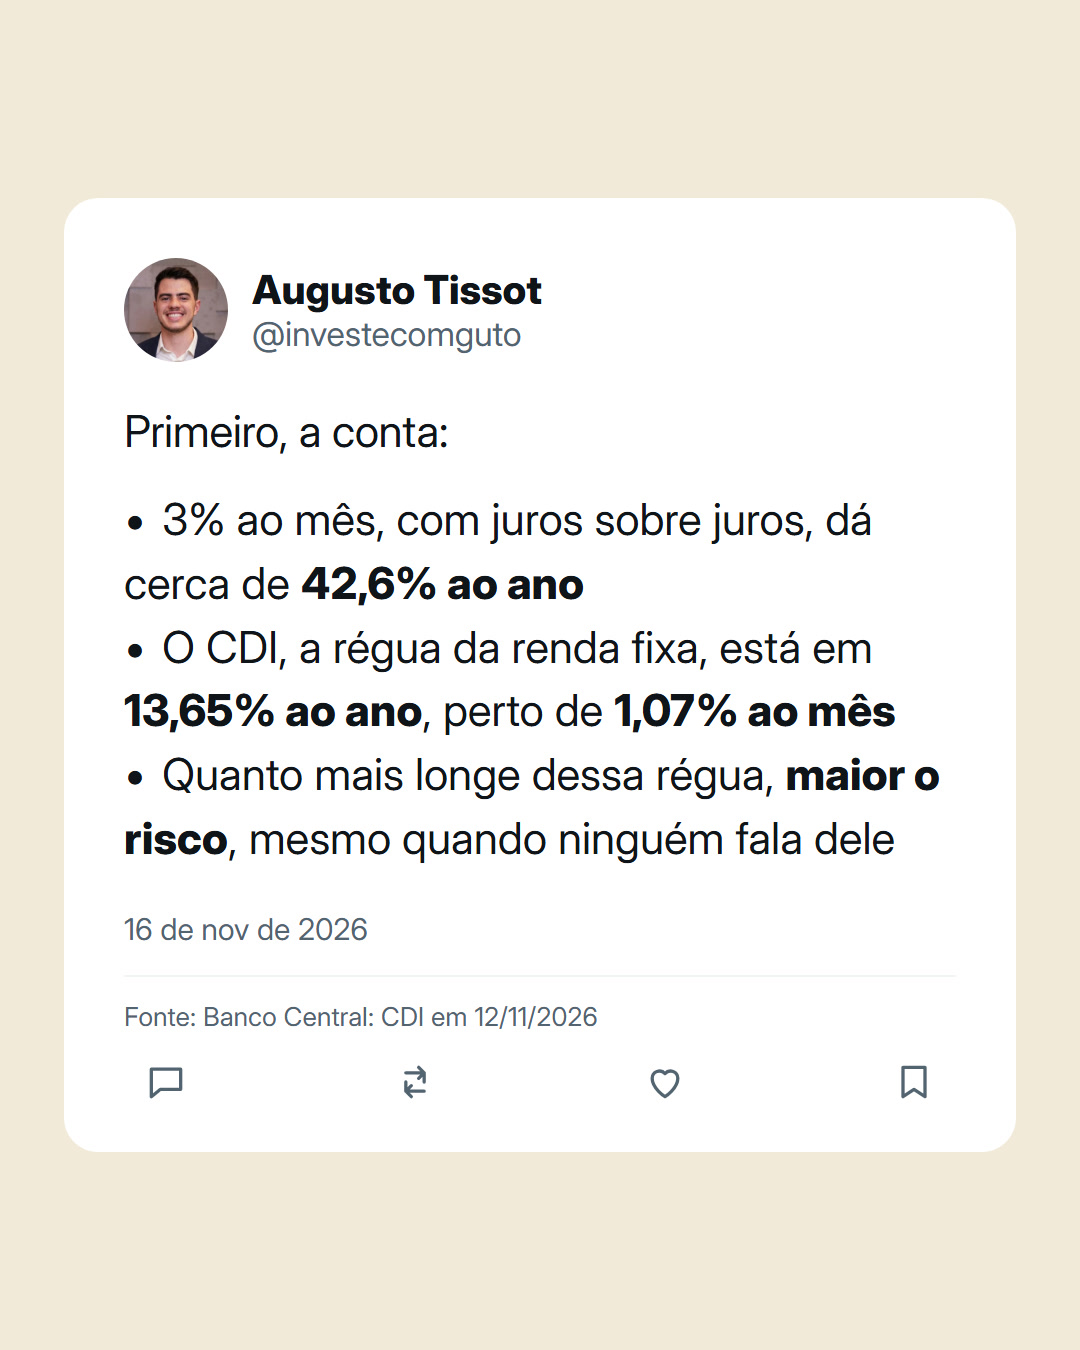 Augusto Tissot
@investecomguto
Primeiro, a conta:
• 3% ao mês, com juros sobre juros, dá
cerca de 42,6% ao ano
• O CDI, a régua da renda fixa, está em
13,65% ao ano, perto de 1,07% ao mês
• Quanto mais longe dessa régua, maior o
risco, mesmo quando ninguém fala dele
16 de nov de 2026
Fonte: Banco Central: CDI em 12/11/2026